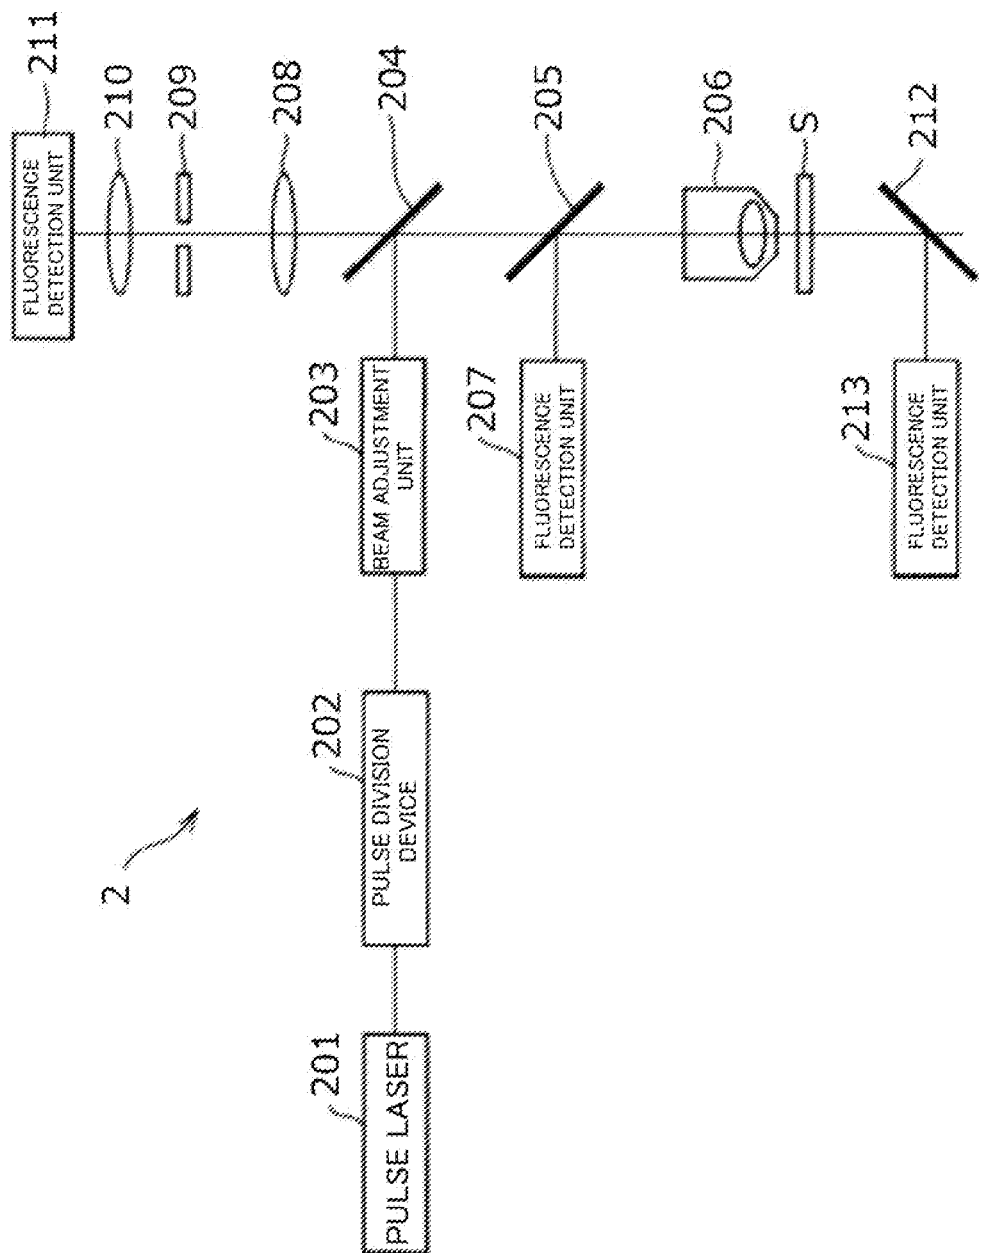 211
FLUORESCENCE
DETECTION UNIT
210
209
208
204
205
206
S
212
203
BEAM ADJUSTMENT
UNIT
207
FLUORESCENCE
DETECTION UNIT
213
FLUORESCENCE
DETECTION UNIT
202
PULSE DIVISION
DEVICE
2
201
PULSE LASER